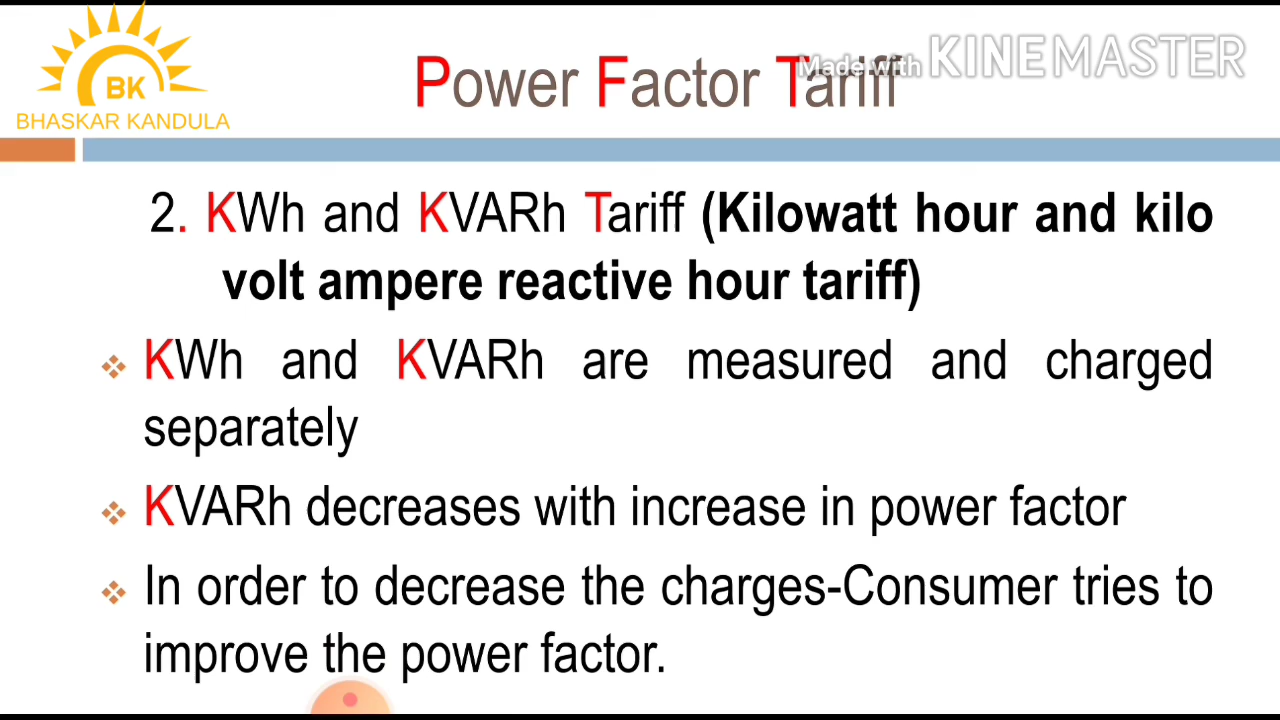 BK
BHASKAR KANDULA
Power Factor Tariff
Made with KINEMASTER
2. KWh and KVARh Tariff (Kilowatt hour and kilo
volt ampere reactive hour tariff)
KWh and KVARh are measured and charged
separately
KVARh decreases with increase in power factor
In order to decrease the charges-Consumer tries to
improve the power factor.